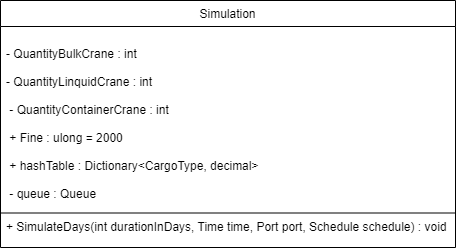 Simulation
- QuantityBulkCrane : int
- QuantityLinquidCrane : int
- QuantityContainerCrane : int
+ Fine : ulong = 2000
+ hashTable : Dictionary<CargoType, decimal>
- queue : Queue
+ SimulateDays(int durationInDays, Time time, Port port, Schedule schedule) : void